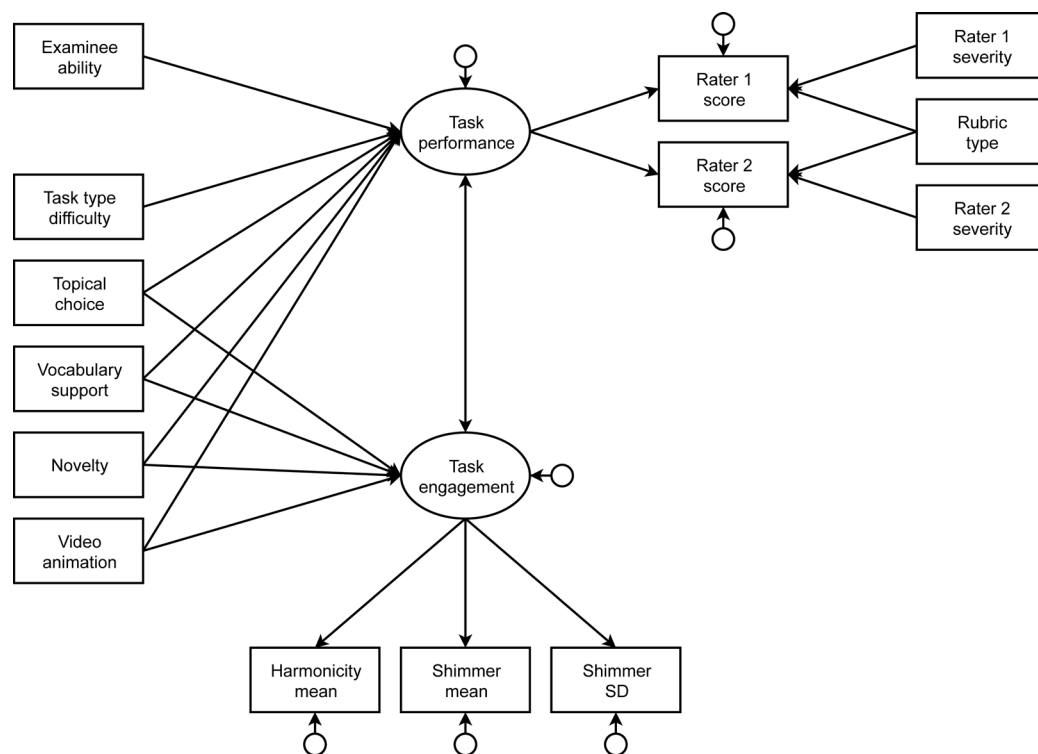 Examinee
ability
Task type
difficulty
Topical
choice
Vocabulary
support
Novelty
Video
animation
Task
performance
Task
engagement
Rater 1
score
Rater 2
score
Rater 1
severity
Rubric
type
Rater 2
severity
Harmonicity
mean
Shimmer
mean
Shimmer
SD